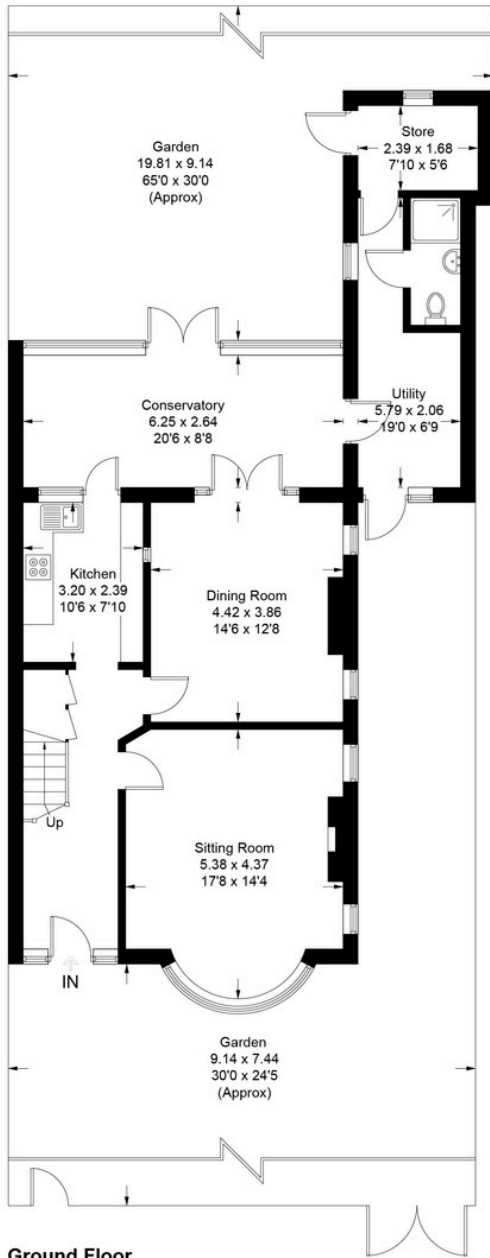 Garden
19.81 x 9.14
65'0 x 30'0
(Approx)
Store
2.39 x 1.68
7'10 x 5'6
Conservatory
6.25 x 2.64
20'6 x 8'8
Utility
5.79 x 2.06
19'0 x 6'9
Kitchen
3.20 x 2.39
10'6 x 7'10
Dining Room
4.42 x 3.86
14'6 x 12'8
Up
Sitting Room
5.38 x 4.37
17'8 x 14'4
IN
Garden
9.14 x 7.44
30'0 x 24'5
(Approx)
Ground Floor